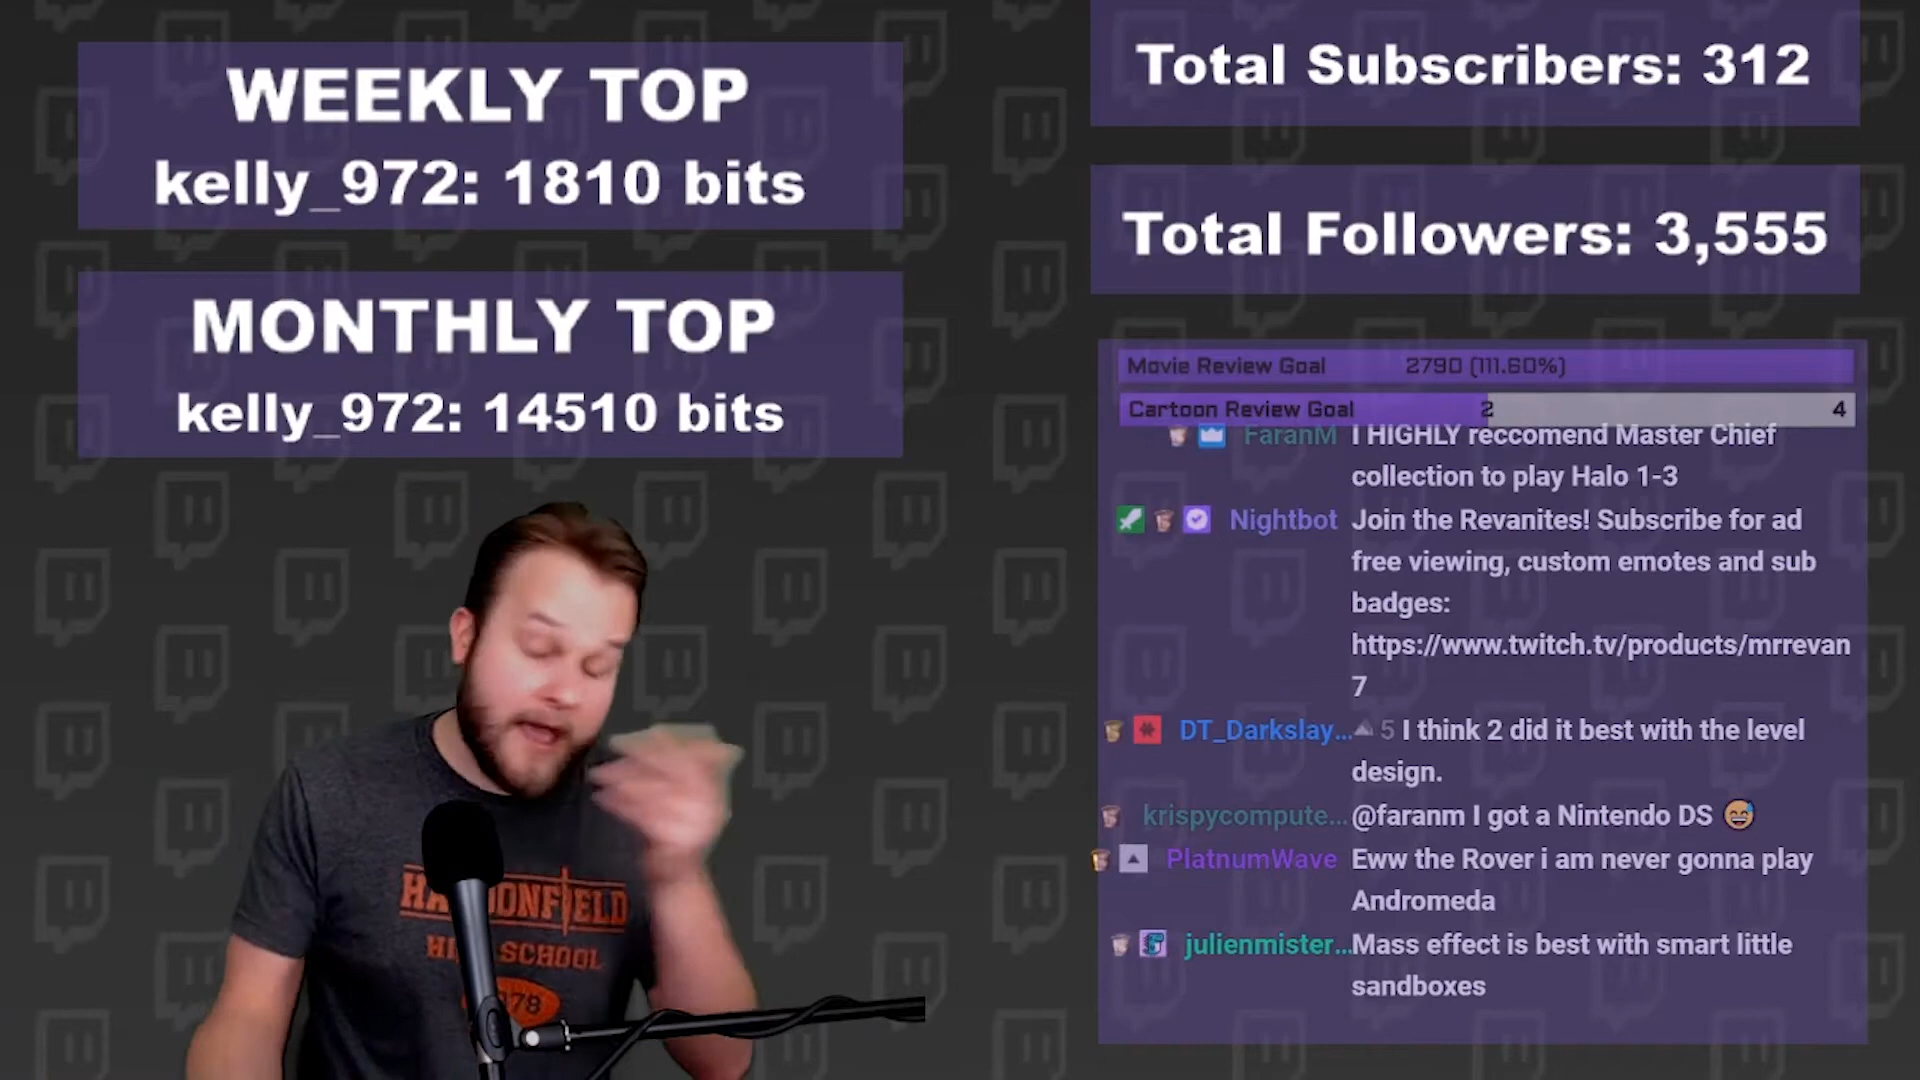 WEEKLY TOP
kelly_972: 1810 bits
MONTHLY TOP
kelly_972: 14510 bits
Total Subscribers: 312
Total Followers: 3,555
Movie Review Goal 2790 (111.60%)
Cartoon Review Goal 2 4
FaranM I HIGHLY reccomend Master Chief
collection to play Halo 1-3
Nightbot Join the Revanites! Subscribe for ad
free viewing, custom emotes and sub
badges:
https://www.twitch.tv/products/mrrevan
7
DT_Darkslay... 5 I think 2 did it best with the level
design.
krispycompute... @faranm I got a Nintendo DS 😅
PlatnumWave Eww the Rover i am never gonna play
Andromeda
julienmister... Mass effect is best with smart little
sandboxes
SCHOOL